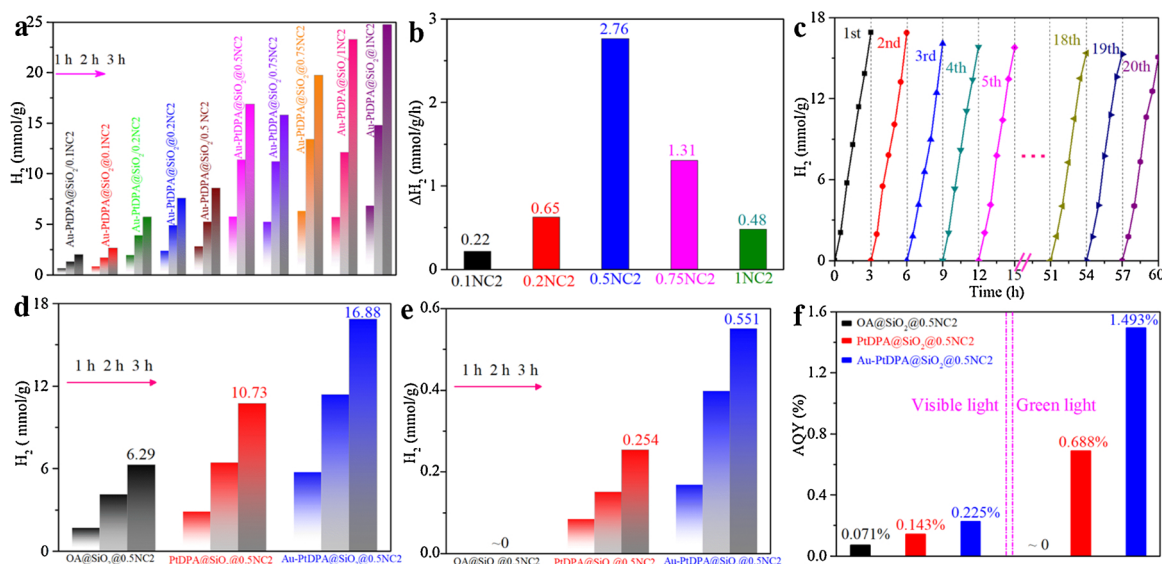 a
H2 (mmol/g)
25
20
15
10
5
0
1 h 2 h 3 h
Au-PtDPA@SiO2/0.1NC2
Au-PtDPA@SiO2@0.1NC2
Au-PtDPA@SiO2/0.2NC2
Au-PtDPA@SiO2@0.2NC2
Au-PtDPA@SiO2/0.5 NC2
Au-PtDPA@SiO2@0.5NC2
Au-PtDPA@SiO2/0.75NC2
Au-PtDPA@SiO2@0.75NC2
Au-PtDPA@SiO2/1NC2
Au-PtDPA@SiO2@1NC2
b
ΔH2 (mmol/g/h)
3
2
1
0
0.22
0.65
2.76
1.31
0.48
0.1NC2 0.2NC2 0.5NC2 0.75NC2 1NC2
c
H2 (mmol/g)
18
15
12
9
6
3
0
1st 2nd 3rd 4th 5th 18th 19th 20th
0 3 6 9 12 15 51 54 57 60
Time (h)
d
H2 ( mmol/g)
18
12
6
0
1 h 2 h 3 h
6.29
10.73
16.88
OA@SiO2@0.5NC2 PtDPA@SiO2@0.5NC2 Au-PtDPA@SiO2@0.5NC2
e
H2 (mmol/g)
0.6
0.4
0.2
0.0
1 h 2 h 3 h
~0
0.254
0.551
OA@SiO2@0.5NC2 PtDPA@SiO2@0.5NC2 Au-PtDPA@SiO2@0.5NC2
f
AQY (%)
1.6
1.2
0.8
0.4
0.0
OA@SiO2@0.5NC2
PtDPA@SiO2@0.5NC2
Au-PtDPA@SiO2@0.5NC2
Visible light Green light
0.071%
0.143%
0.225%
~ 0
0.688%
1.493%